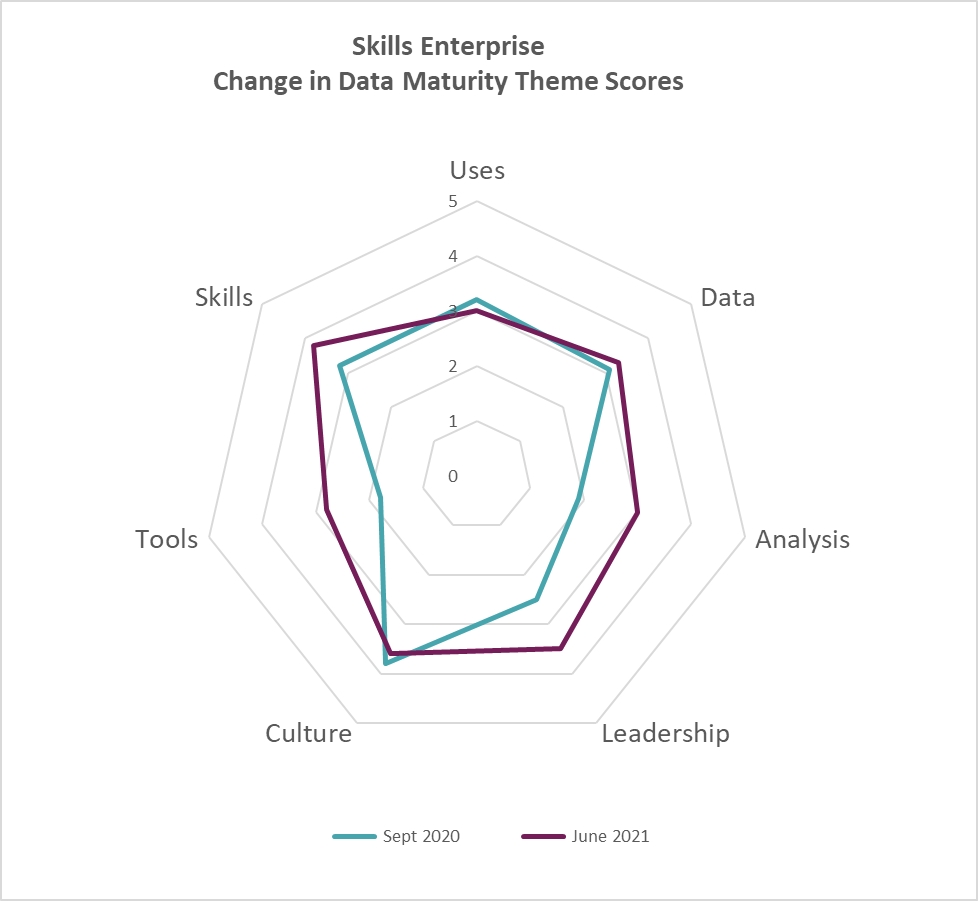 Skills Enterprise
Change in Data Maturity Theme Scores
Uses
5
4
Skills
Data
3
2
1
0
Tools
Analysis
Culture
Leadership
Sept 2020
June 2021